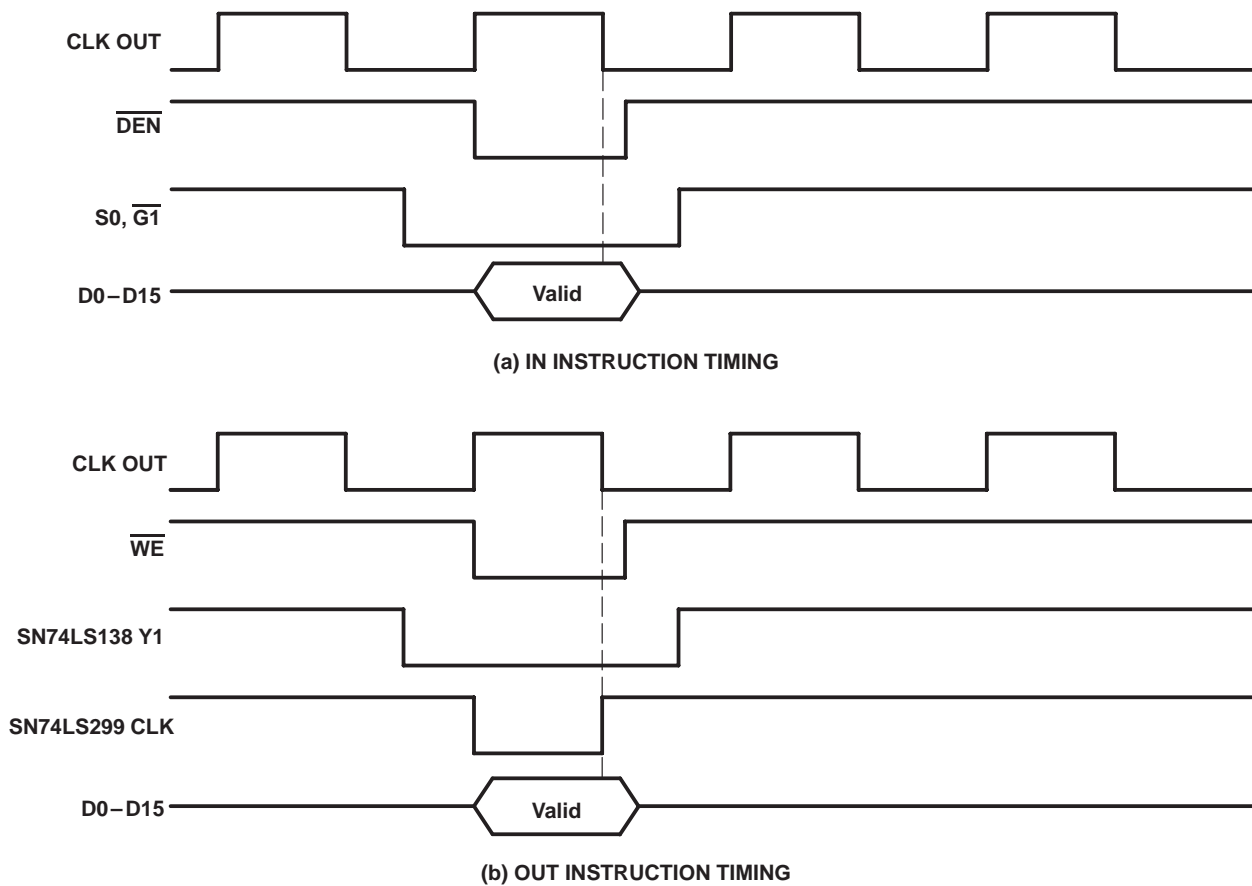 CLK OUT
DEN
S0, G1
D0–D15
Valid
(a) IN INSTRUCTION TIMING
CLK OUT
WE
SN74LS138 Y1
SN74LS299 CLK
D0–D15
Valid
(b) OUT INSTRUCTION TIMING